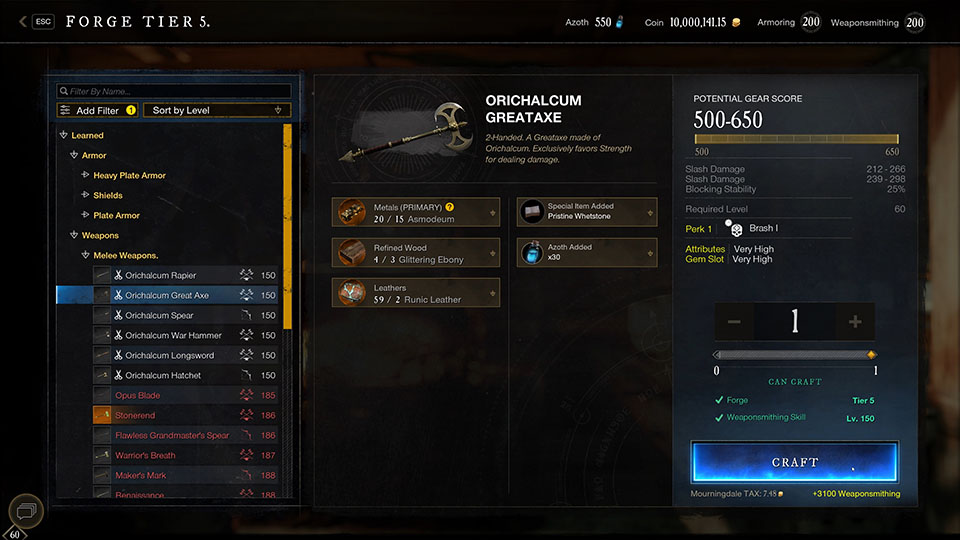 ESC FORGE TIER 5.
Azoth 550 Coin 10,000,141.15 Armoring 200 Weaponsmithing 200
Filter By Name...
Add Filter 1 Sort by Level
Learned
Armor
Heavy Plate Armor
Shields
Plate Armor
Weapons
Melee Weapons.
Orichalcum Rapier 150
Orichalcum Great Axe 150
Orichalcum Spear 150
Orichalcum War Hammer 150
Orichalcum Longsword 150
Orichalcum Hatchet 150
Opus Blade 185
Stonerend 186
Flawless Grandmaster's Spear 186
Warrior's Breath 187
Maker's Mark 188
Renaissance 188
60
ORICHALCUM
GREATAXE
2-Handed. A Greataxe made of
Orichalcum. Exclusively favors Strength
for dealing damage.
Metals (PRIMARY) ?
20 / 15 Asmodeum
Refined Wood
4 / 3 Glittering Ebony
Leathers
59 / 2 Runic Leather
Special Item Added
Pristine Whetstone
Azoth Added
x30
POTENTIAL GEAR SCORE
500-650
500 650
Slash Damage 212 - 266
Slash Damage 239 - 298
Blocking Stability 25%
Required Level 60
Perk 1 Brash I
Attributes Very High
Gem Slot Very High
1
0 1
CAN CRAFT
Forge Tier 5
Weaponsmithing Skill Lv. 150
CRAFT
Mourningdale TAX: 7.48 +3100 Weaponsmithing